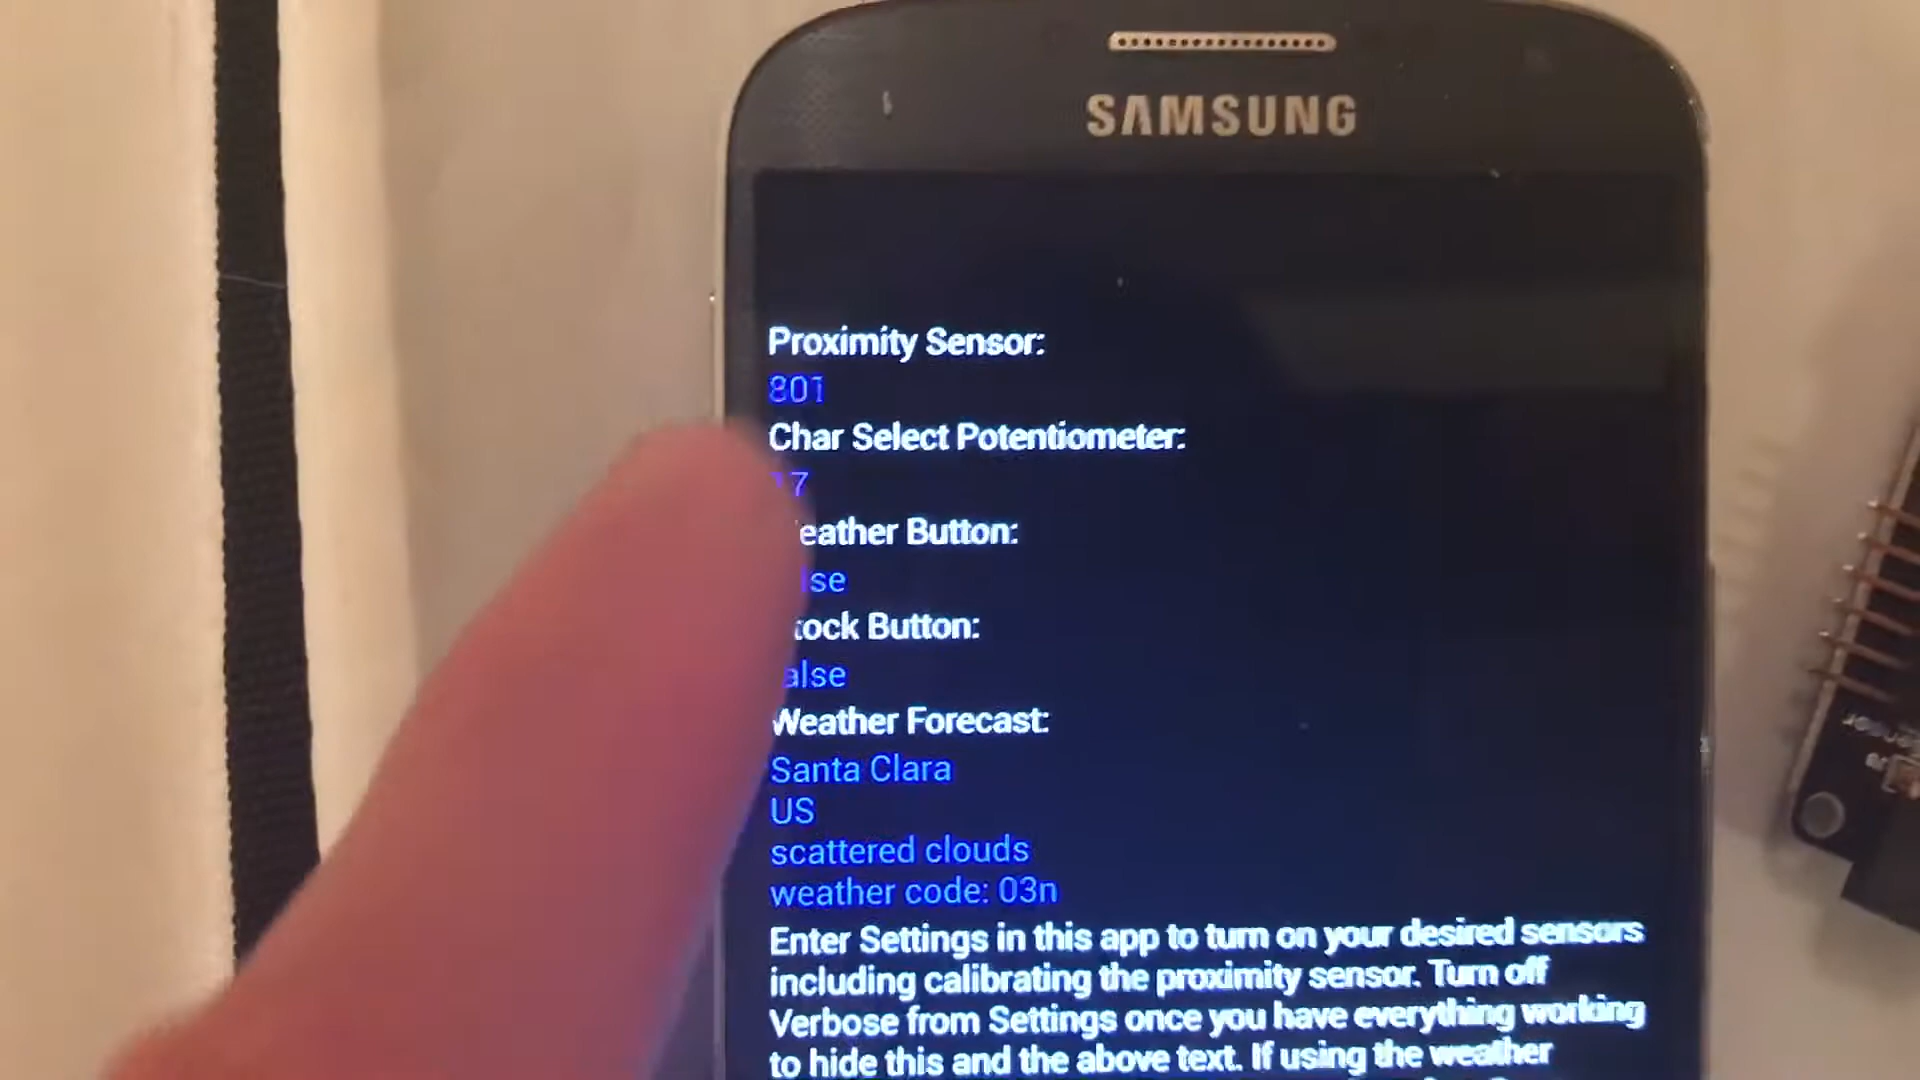 SAMSUNG
Proximity Sensor:
801
Char Select Potentiometer:
7
eather Button:
lse
tock Button:
alse
Weather Forecast:
Santa Clara
US
scattered clouds
weather code: 03n
Enter Settings in this app to turn on your desired sensors
including calibrating the proximity sensor. Turn off
Verbose from Settings once you have everything working
to hide this and the above text. If using the weather